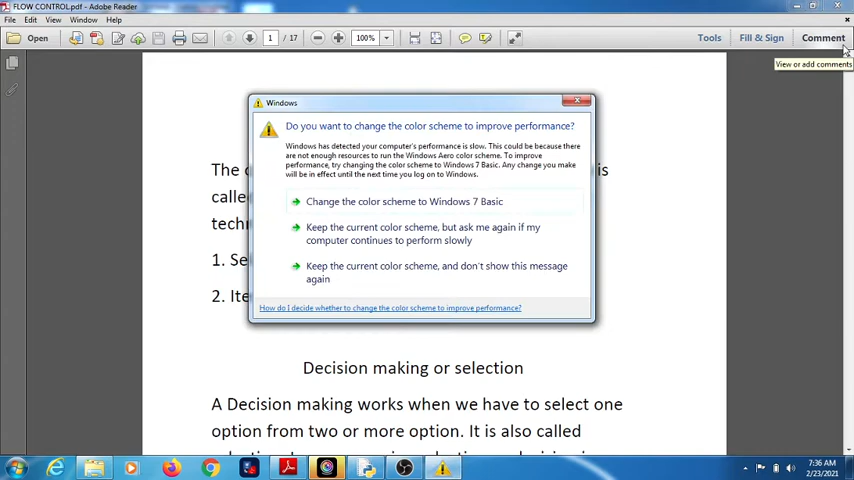 FLOW CONTROL.pdf - Adobe Reader
File Edit View Window Help
Open 1 / 17 100% Tools Fill & Sign Comment
View or add comments
Windows
Do you want to change the color scheme to improve performance?
Windows has detected your computer's performance is slow. This could be because
there are not enough resources to run the Windows Aero color scheme. To improve
performance, try changing the color scheme to Windows 7 Basic. Any change you make
will be in effect until the next time you log on to Windows.
Change the color scheme to Windows 7 Basic
Keep the current color scheme, but ask me again if my
computer continues to perform slowly
Keep the current color scheme, and don't show this message
again
How do I decide whether to change the color scheme to improve performance?
The is
techn
1. Se
2. Ite
Decision making or selection
A Decision making works when we have to select one
option from two or more option. It is also called
7:36 AM
2/23/2021